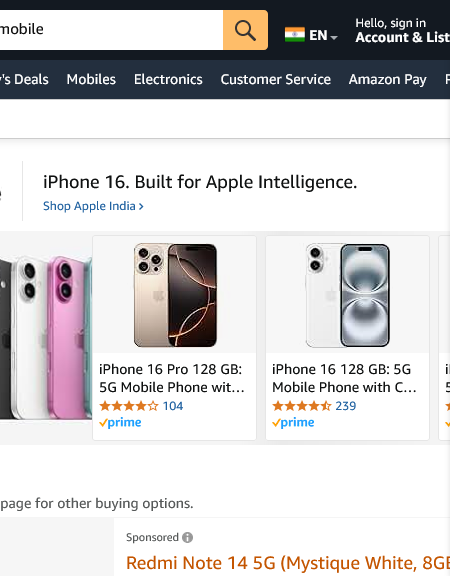 mobile
EN
Hello, sign in
Account & List
's Deals
Mobiles
Electronics
Customer Service
Amazon Pay
iPhone 16. Built for Apple Intelligence.
Shop Apple India ›
iPhone 16 Pro 128 GB:
5G Mobile Phone wit...
104
prime
iPhone 16 128 GB: 5G
Mobile Phone with C...
239
prime
page for other buying options.
Sponsored
Redmi Note 14 5G (Mystique White, 8GB